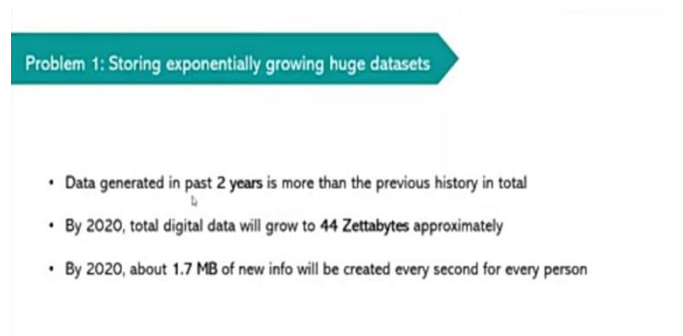 Problem 1: Storing exponentially growing huge datasets
• Data generated in past 2 years is more than the previous history in total
• By 2020, total digital data will grow to 44 Zettabytes approximately
• By 2020, about 1.7 MB of new info will be created every second for every person